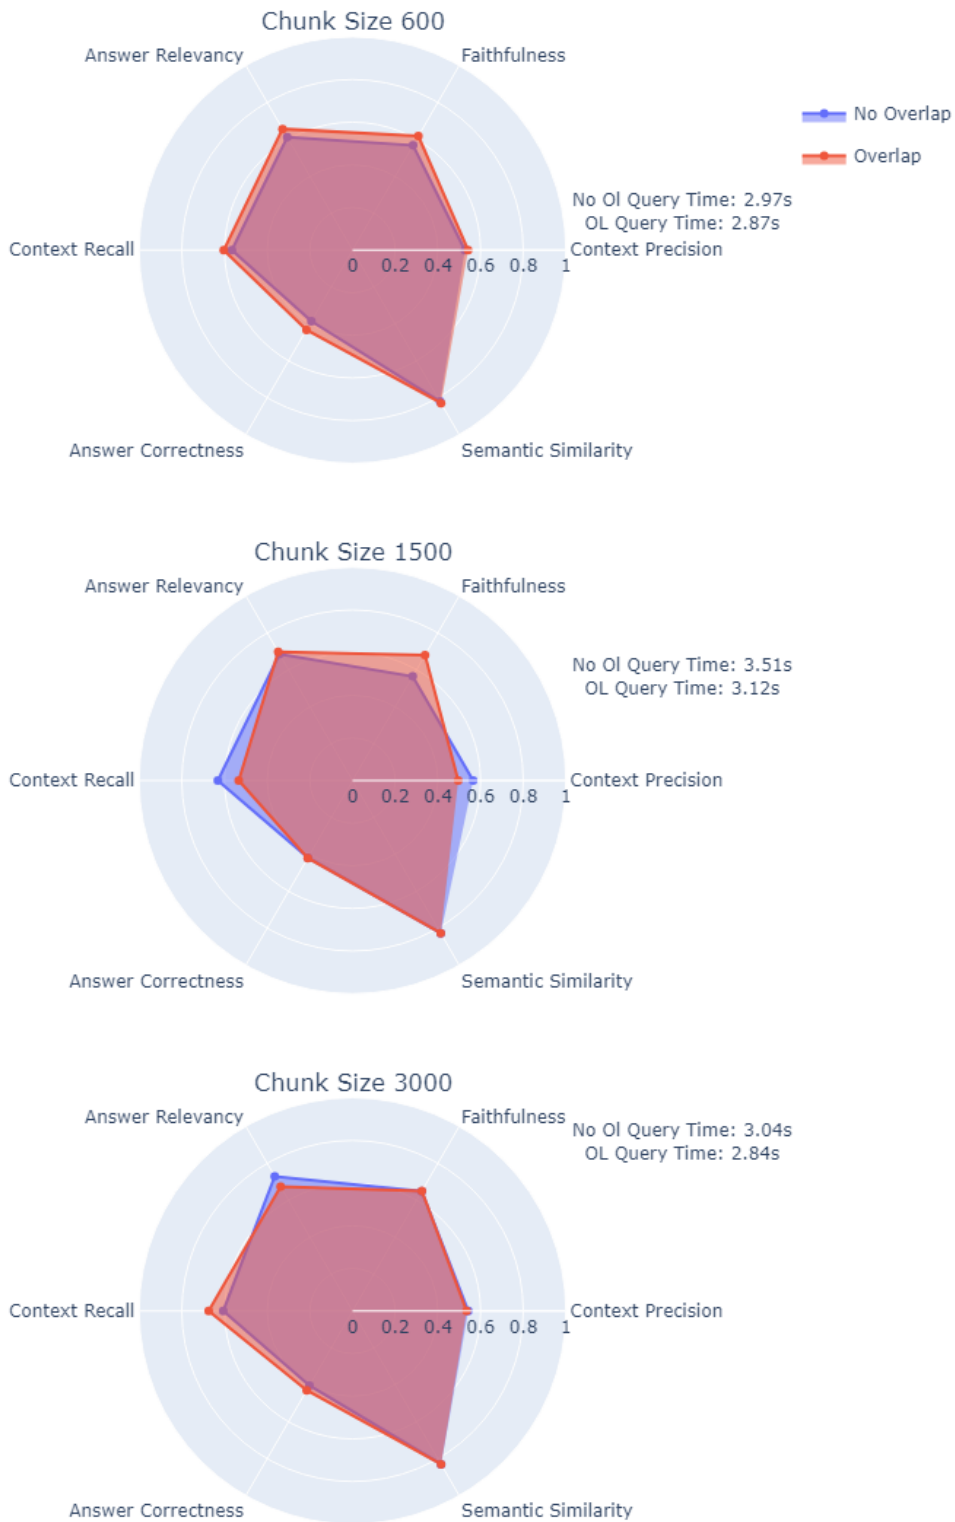 Chunk Size 600
Answer Relevancy
Faithfulness
No Overlap
Overlap
No Ol Query Time: 2.97s
OL Query Time: 2.87s
Context Recall
Context Precision
0 0.2 0.4 0.6 0.8 1
Answer Correctness
Semantic Similarity
Chunk Size 1500
Answer Relevancy
Faithfulness
No Ol Query Time: 3.51s
OL Query Time: 3.12s
Context Recall
Context Precision
0 0.2 0.4 0.6 0.8 1
Answer Correctness
Semantic Similarity
Chunk Size 3000
Answer Relevancy
Faithfulness
No Ol Query Time: 3.04s
OL Query Time: 2.84s
Context Recall
Context Precision
0 0.2 0.4 0.6 0.8 1
Answer Correctness
Semantic Similarity